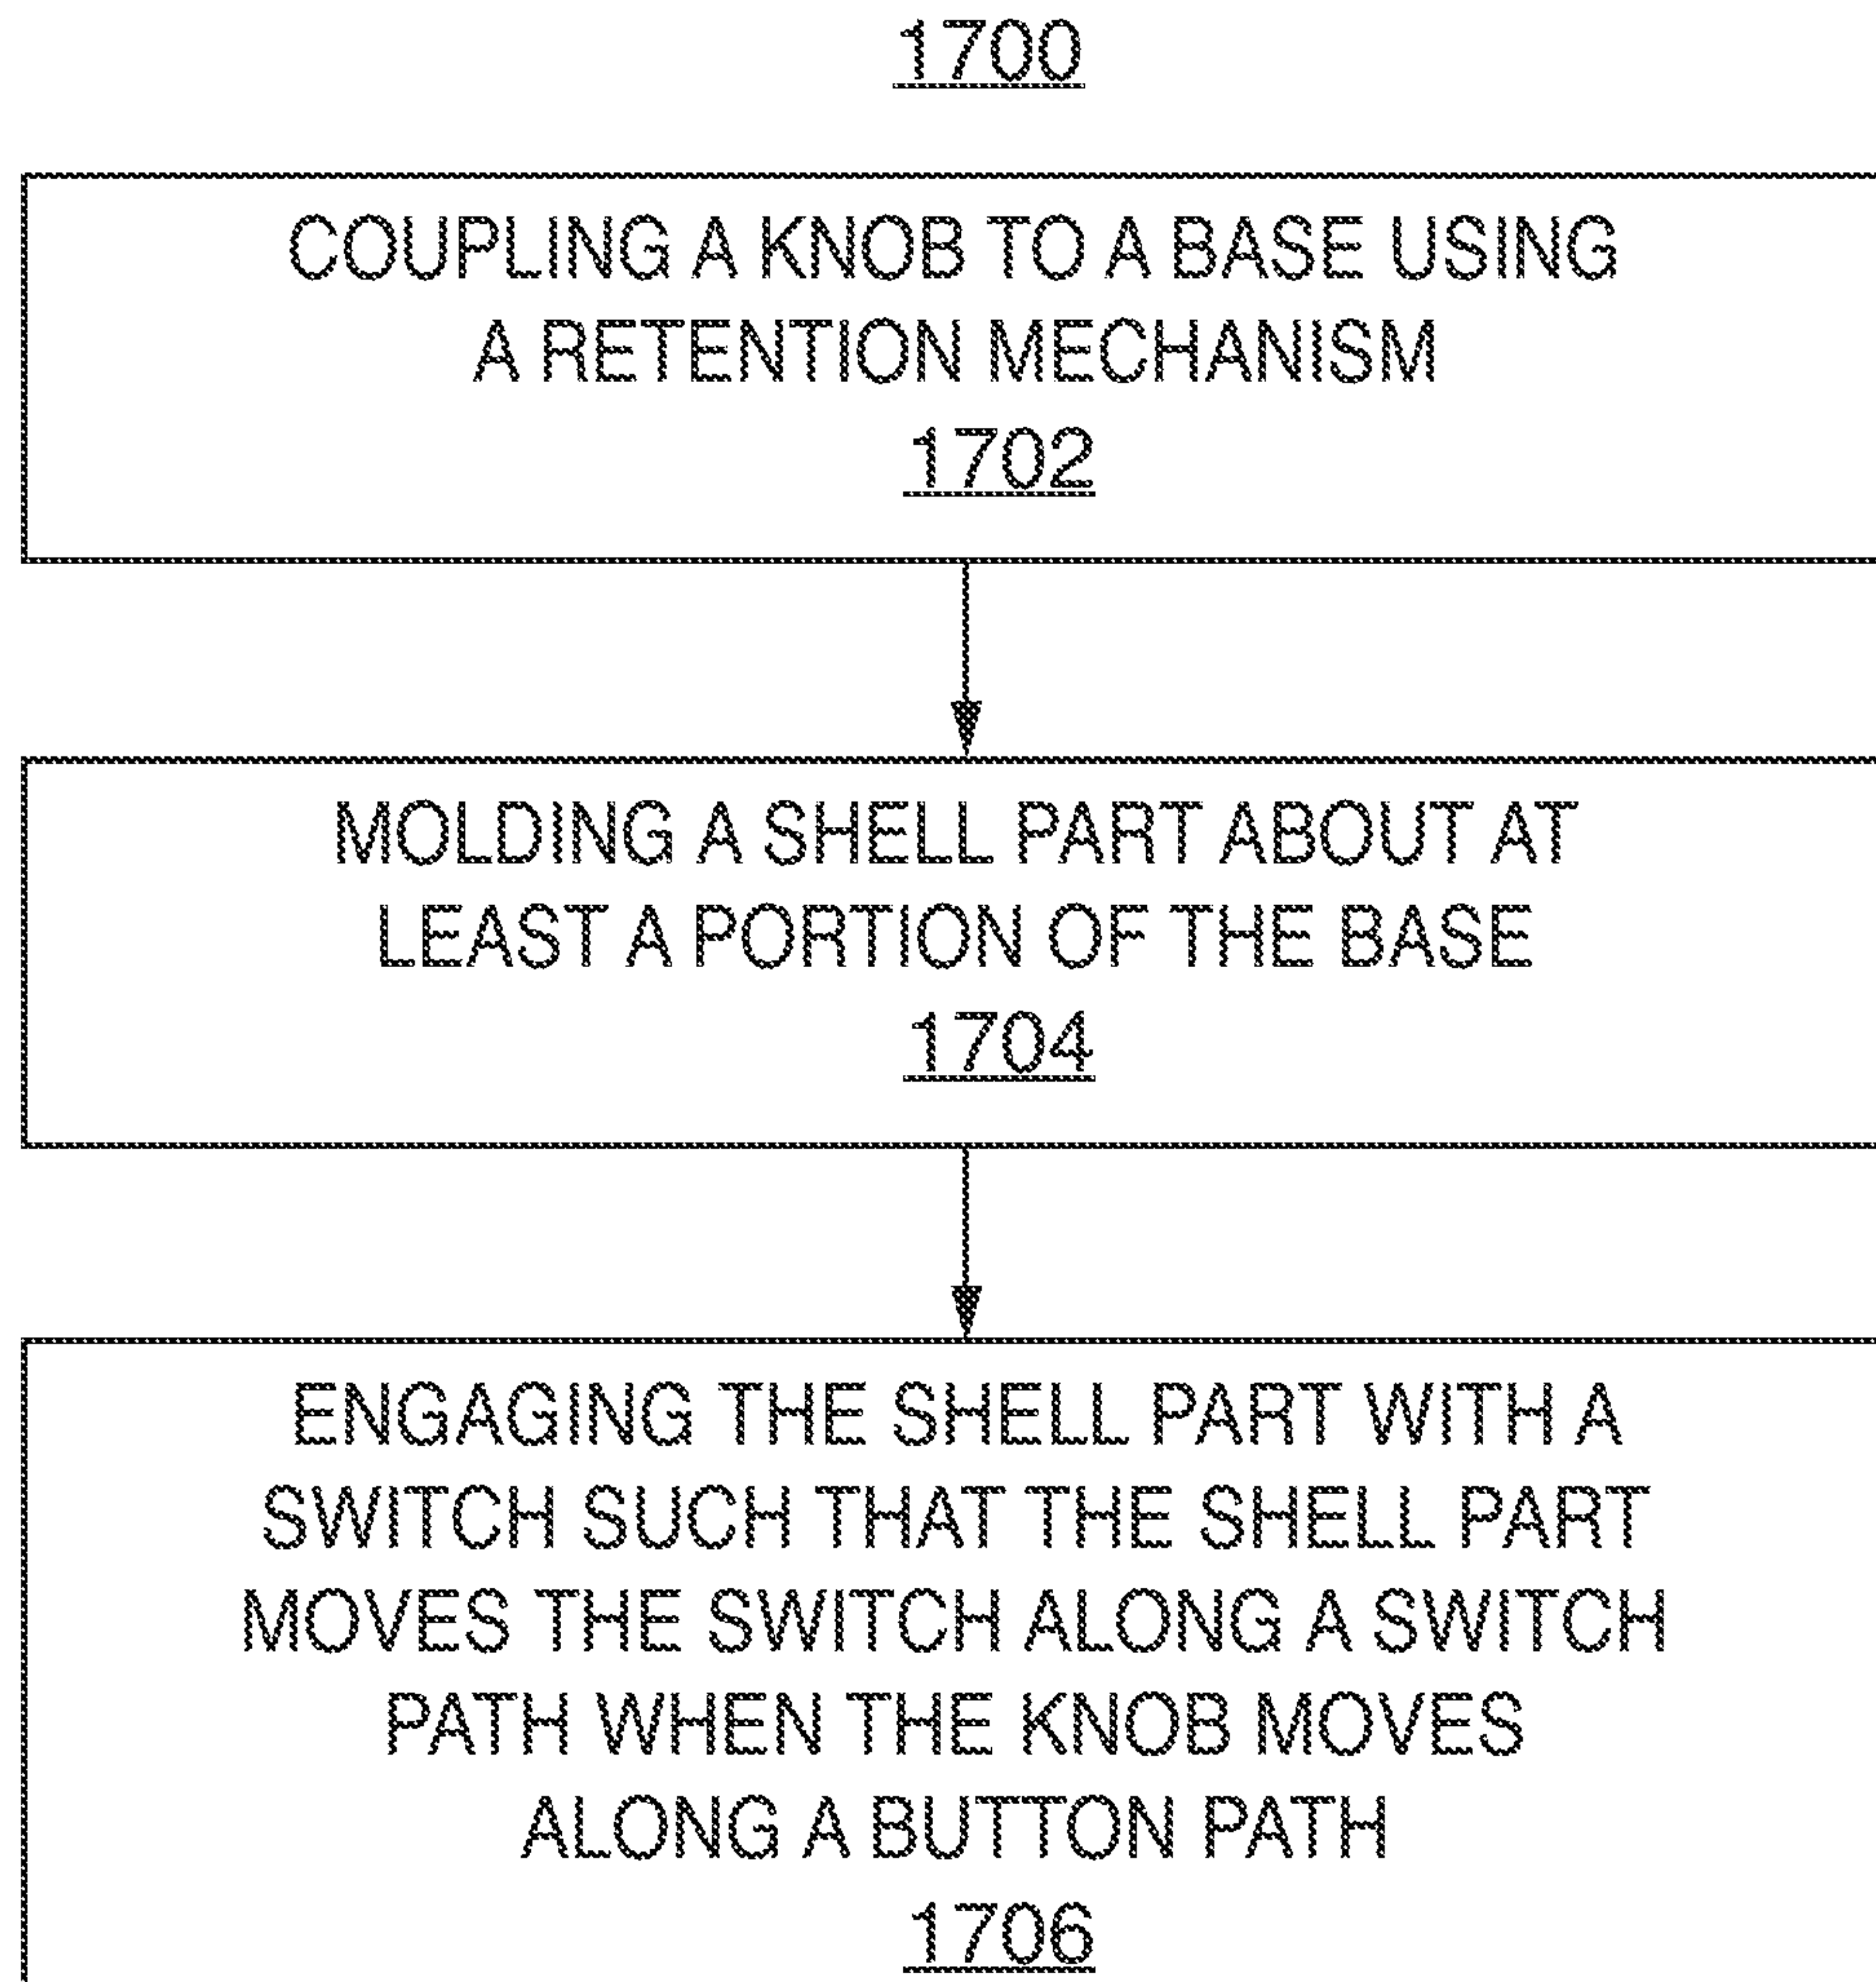 1700
COUPLING A KNOB TO A BASE USING
A RETENTION MECHANISM
1702
MOLDING A SHELL PART ABOUT AT
LEAST A PORTION OF THE BASE
1704
ENGAGING THE SHELL PART WITH A
SWITCH SUCH THAT THE SHELL PART
MOVES THE SWITCH ALONG A SWITCH
PATH WHEN THE KNOB MOVES
ALONG A BUTTON PATH
1706